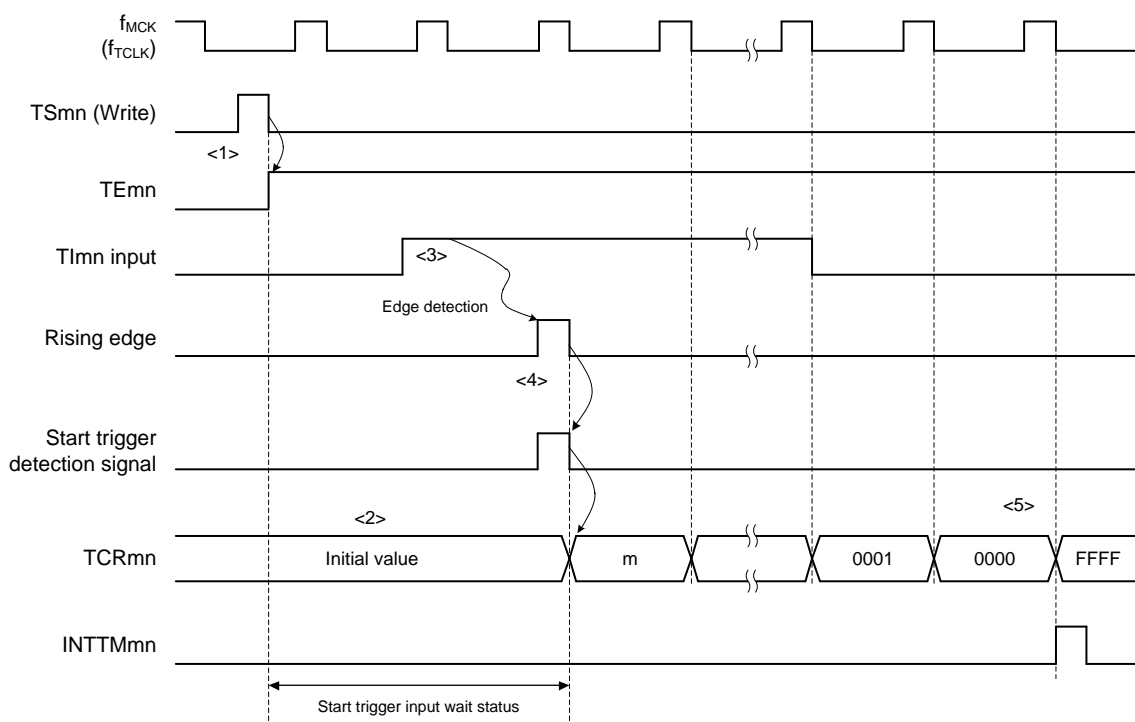 fMCK
(fTCLK)
TSmn (Write)
<1>
TEmn
TImn input
<3>
Edge detection
Rising edge
<4>
Start trigger
detection signal
<2>
<5>
TCRmn
Initial value
m
0001
0000
FFFF
INTTMmn
Start trigger input wait status